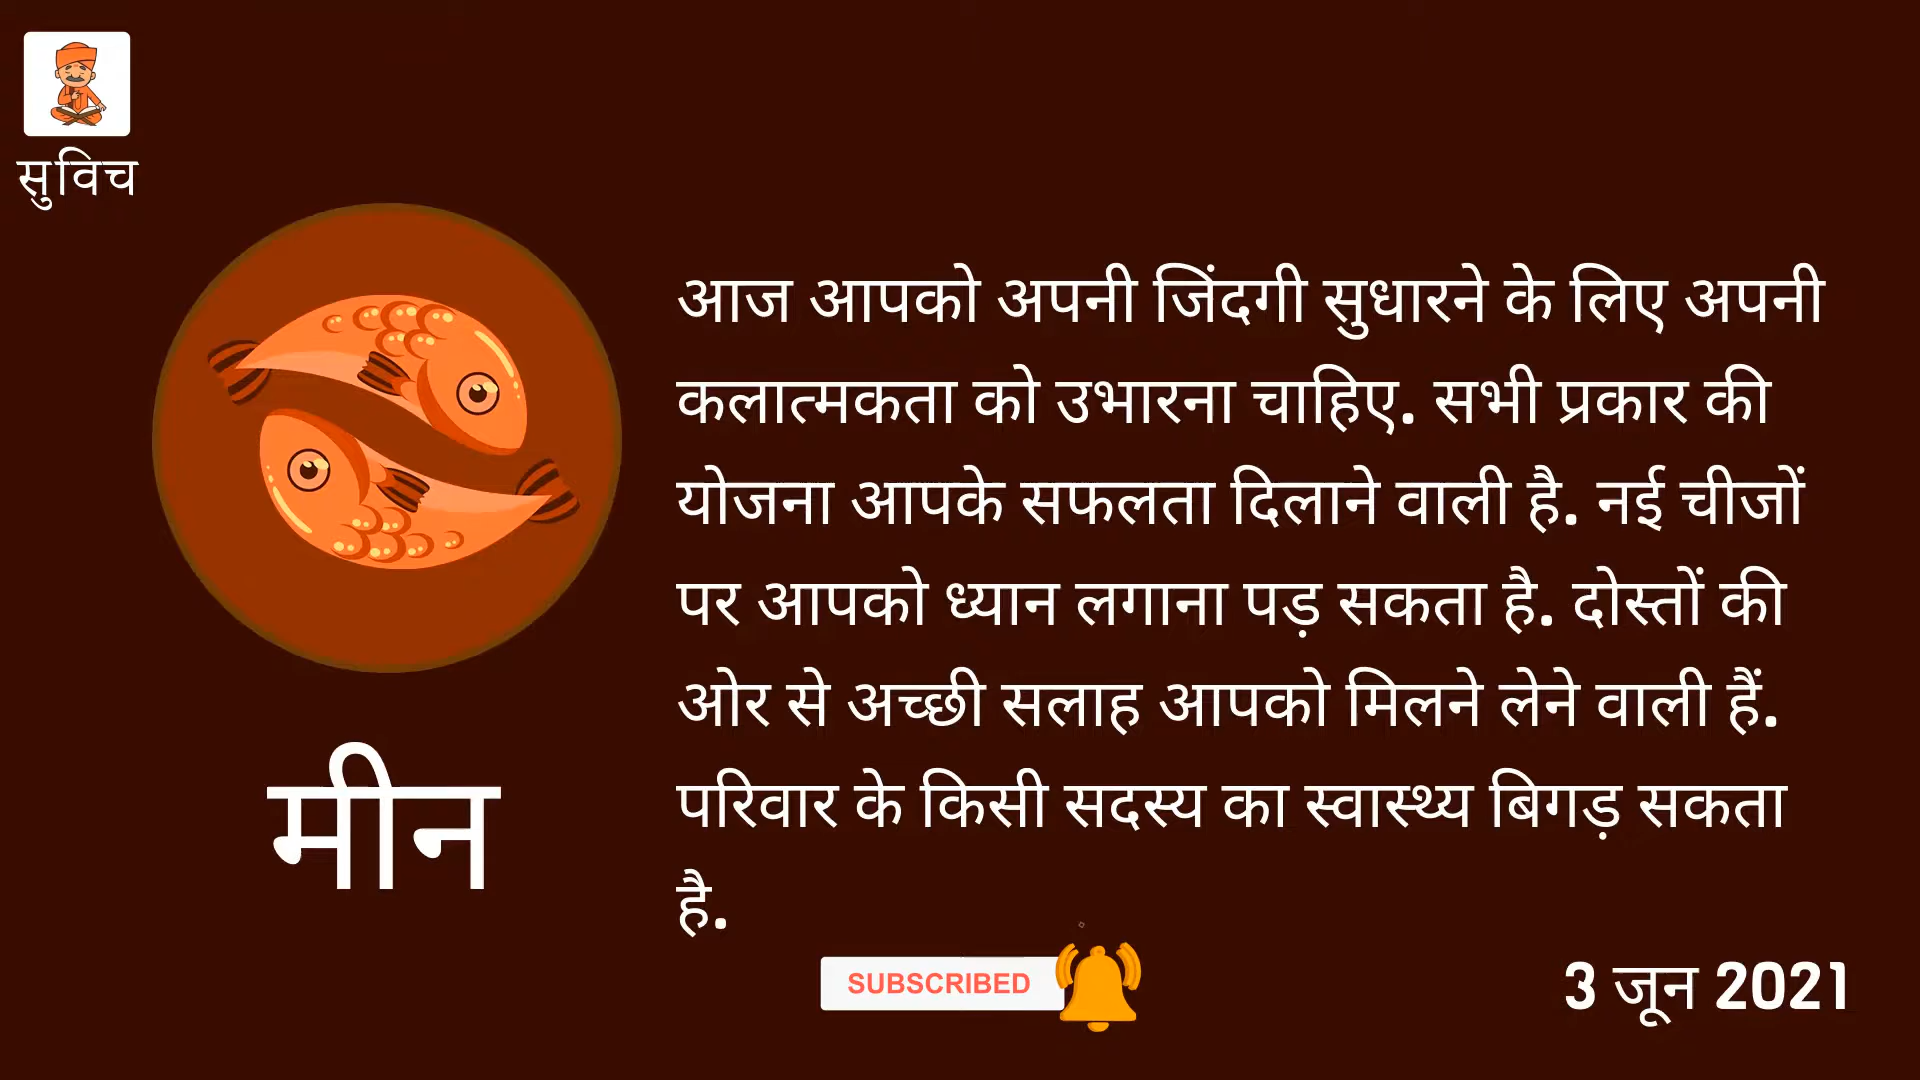 सुविच
आज आपको अपनी जिंदगी सुधारने के लिए अपनी
कलात्मकता को उभारना चाहिए. सभी प्रकार की
योजना आपके सफलता दिलाने वाली है. नई चीजों
पर आपको ध्यान लगाना पड़ सकता है. दोस्तों की
ओर से अच्छी सलाह आपको मिलने लेने वाली हैं.
परिवार के किसी सदस्य का स्वास्थ्य बिगड़ सकता
है.
मीन
SUBSCRIBED
3 जून 2021